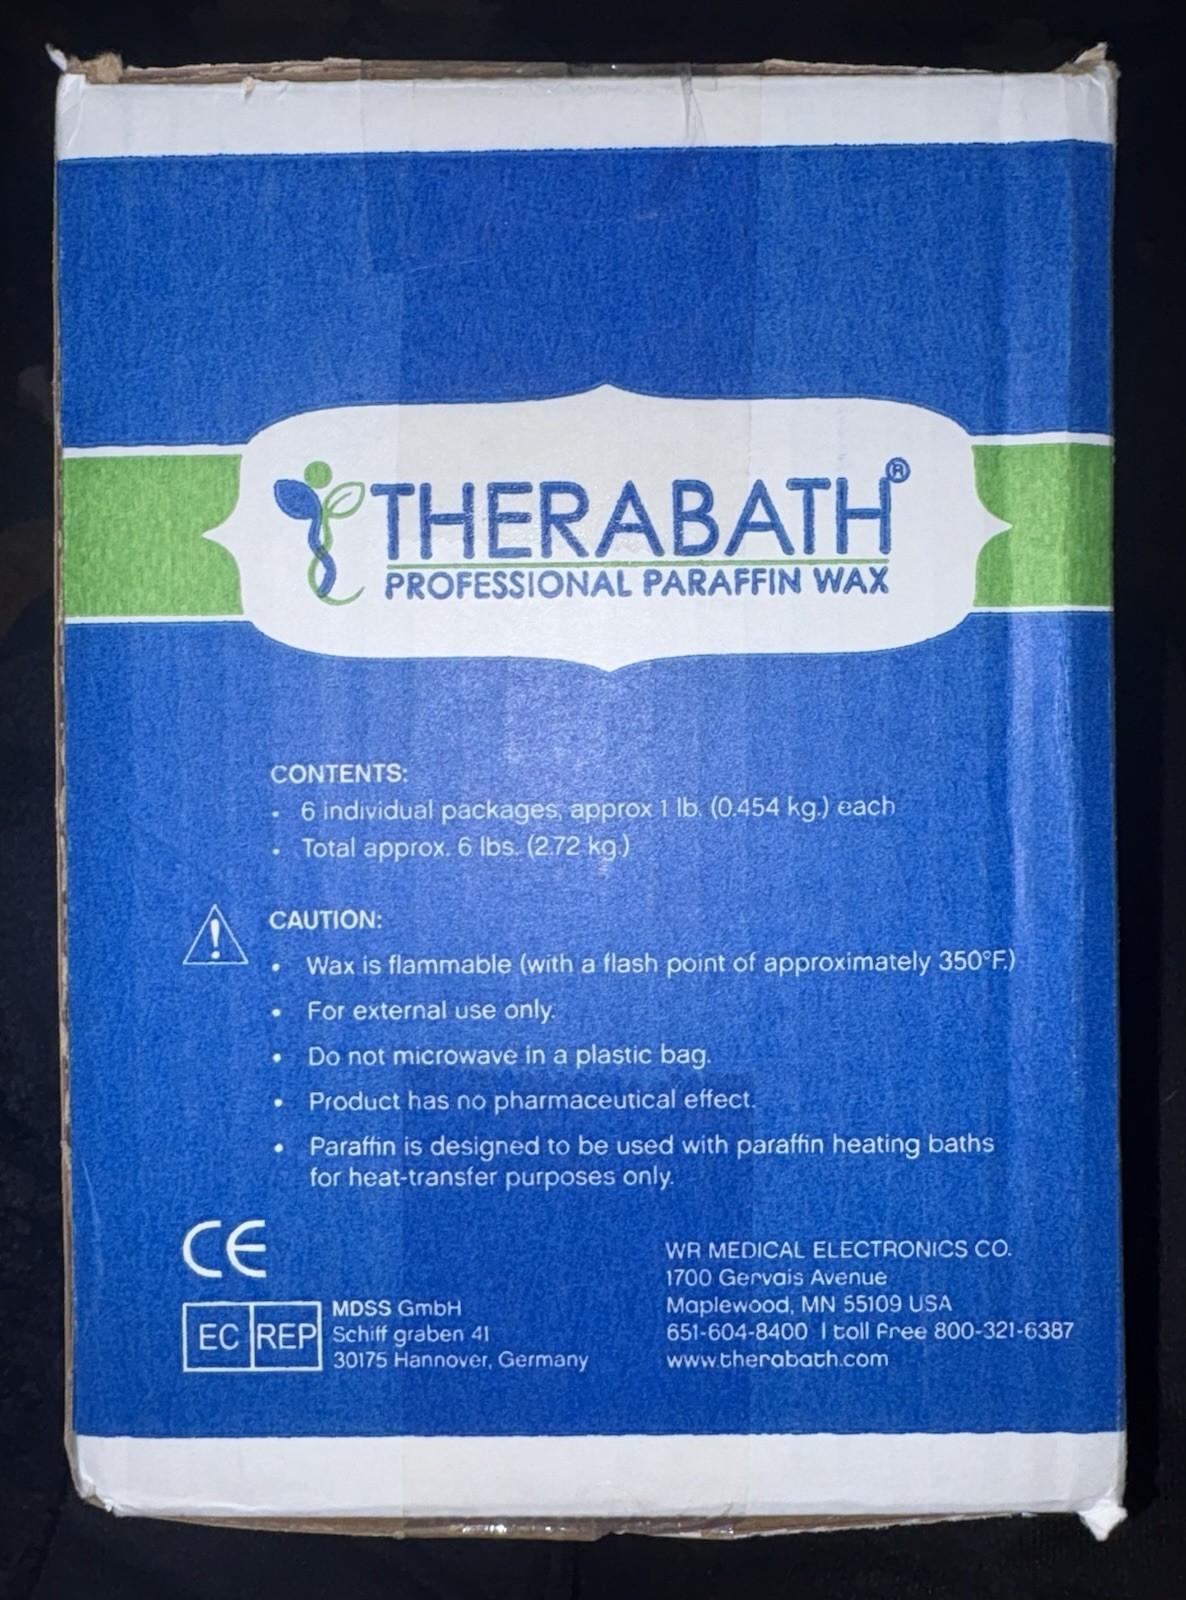 THERABATH®
PROFESSIONAL PARAFFIN WAX
CONTENTS:
• 6 individual packages, approx 1 lb. (0.454 kg.) each
• Total approx. 6 lbs. (2.72 kg.)
CAUTION:
• Wax is flammable (with a flash point of approximately 350°F.)
• For external use only.
• Do not microwave in a plastic bag.
• Product has no pharmaceutical effect.
• Paraffin is designed to be used with paraffin heating baths
for heat-transfer purposes only.
CE
EC REP
MDSS GmbH
Schiff graben 41
30175 Hannover, Germany
WR MEDICAL ELECTRONICS CO.
1700 Gervais Avenue
Maplewood, MN 55109 USA
651-604-8400 | toll free 800-321-6387
www.therabath.com